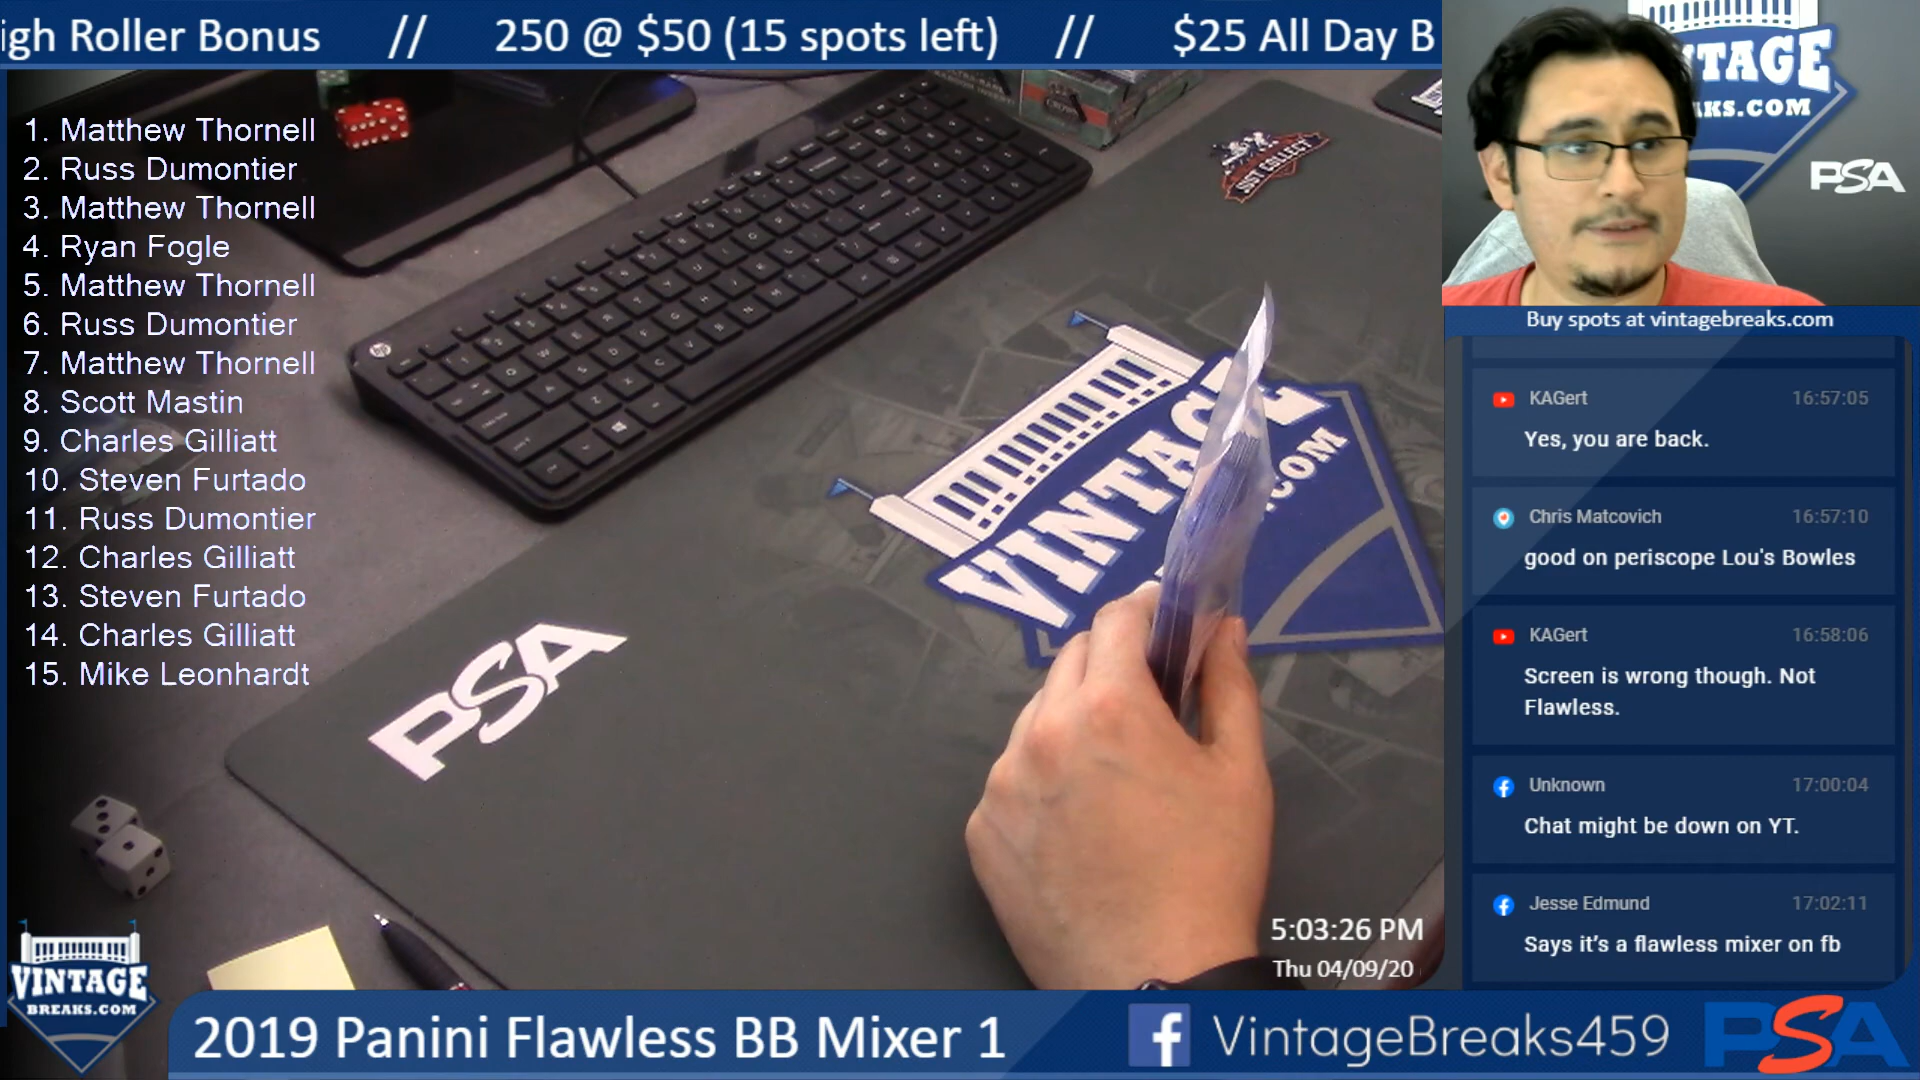 igh Roller Bonus // 250 @ $50 (15 spots left) // $25 All Day B
1. Matthew Thornell
2. Russ Dumontier
3. Matthew Thornell
4. Ryan Fogle
5. Matthew Thornell
6. Russ Dumontier
7. Matthew Thornell
8. Scott Mastin
9. Charles Gilliatt
10. Steven Furtado
11. Russ Dumontier
12. Charles Gilliatt
13. Steven Furtado
14. Charles Gilliatt
15. Mike Leonhardt
JUST COLLECT
hp
VINTAGE
.COM
PSA
NTAGE
AKS.COM
PSA
Buy spots at vintagebreaks.com
KAGert 16:57:05
Yes, you are back.
Chris Matcovich 16:57:10
good on periscope Lou's Bowles
KAGert 16:58:06
Screen is wrong though. Not
Flawless.
Unknown 17:00:04
Chat might be down on YT.
Jesse Edmund 17:02:11
Says it's a flawless mixer on fb
5:03:26 PM
Thu 04/09/20
VINTAGE
BREAKS.COM
2019 Panini Flawless BB Mixer 1
f VintageBreaks459
PSA